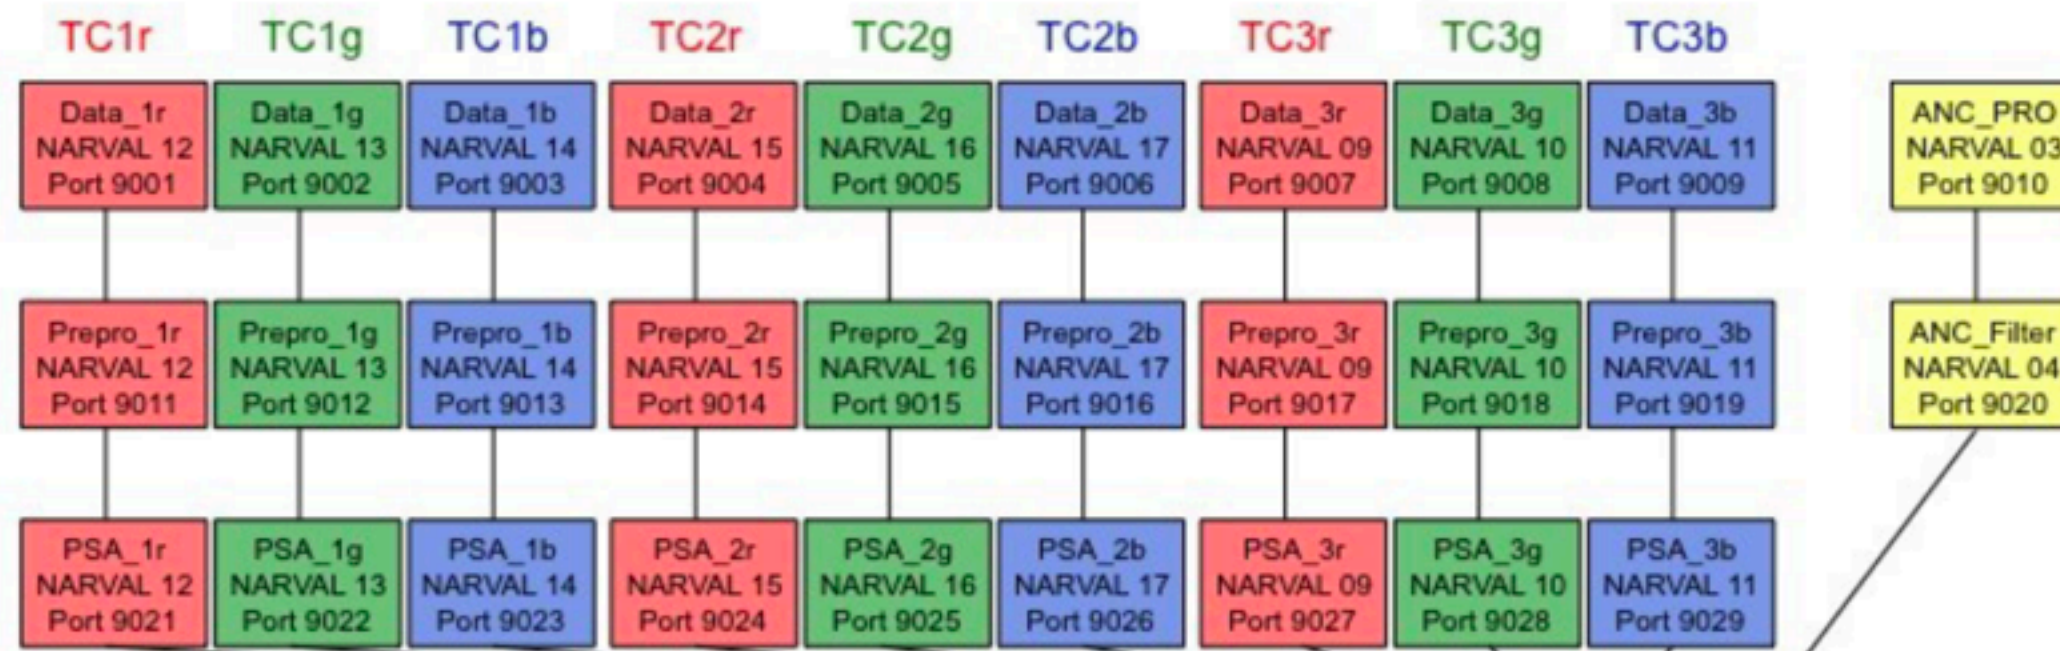 TC1r TC1g TC1b TC2r TC2g TC2b TC3r TC3g TC3b
Data_1r
NARVAL 12
Port 9001
Data_1g
NARVAL 13
Port 9002
Data_1b
NARVAL 14
Port 9003
Data_2r
NARVAL 15
Port 9004
Data_2g
NARVAL 16
Port 9005
Data_2b
NARVAL 17
Port 9006
Data_3r
NARVAL 09
Port 9007
Data_3g
NARVAL 10
Port 9008
Data_3b
NARVAL 11
Port 9009
ANC_PRO
NARVAL 03
Port 9010
Prepro_1r
NARVAL 12
Port 9011
Prepro_1g
NARVAL 13
Port 9012
Prepro_1b
NARVAL 14
Port 9013
Prepro_2r
NARVAL 15
Port 9014
Prepro_2g
NARVAL 16
Port 9015
Prepro_2b
NARVAL 17
Port 9016
Prepro_3r
NARVAL 09
Port 9017
Prepro_3g
NARVAL 10
Port 9018
Prepro_3b
NARVAL 11
Port 9019
ANC_Filter
NARVAL 04
Port 9020
PSA_1r
NARVAL 12
Port 9021
PSA_1g
NARVAL 13
Port 9022
PSA_1b
NARVAL 14
Port 9023
PSA_2r
NARVAL 15
Port 9024
PSA_2g
NARVAL 16
Port 9025
PSA_2b
NARVAL 17
Port 9026
PSA_3r
NARVAL 09
Port 9027
PSA_3g
NARVAL 10
Port 9028
PSA_3b
NARVAL 11
Port 9029